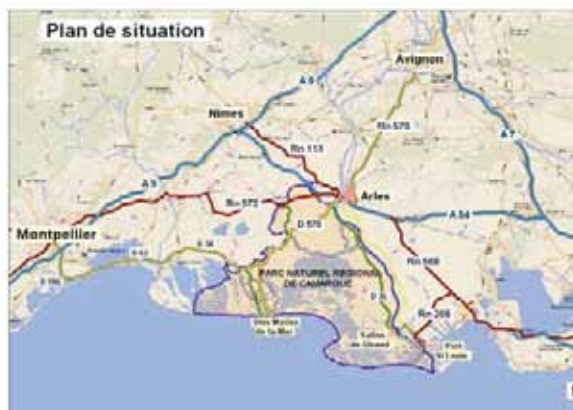 Plan de situation
Avignon
A 9
Nimes
Rn 570
A 7
Rn 113
A 9
Rn 572
Arles
D 570
A 54
Montpellier
Rn 568
PARC NATUREL REGIONAL
DE CAMARGUE
Rn 268
Stes Maries
de la Mer
Salins
de Giraud
Port
St Louis